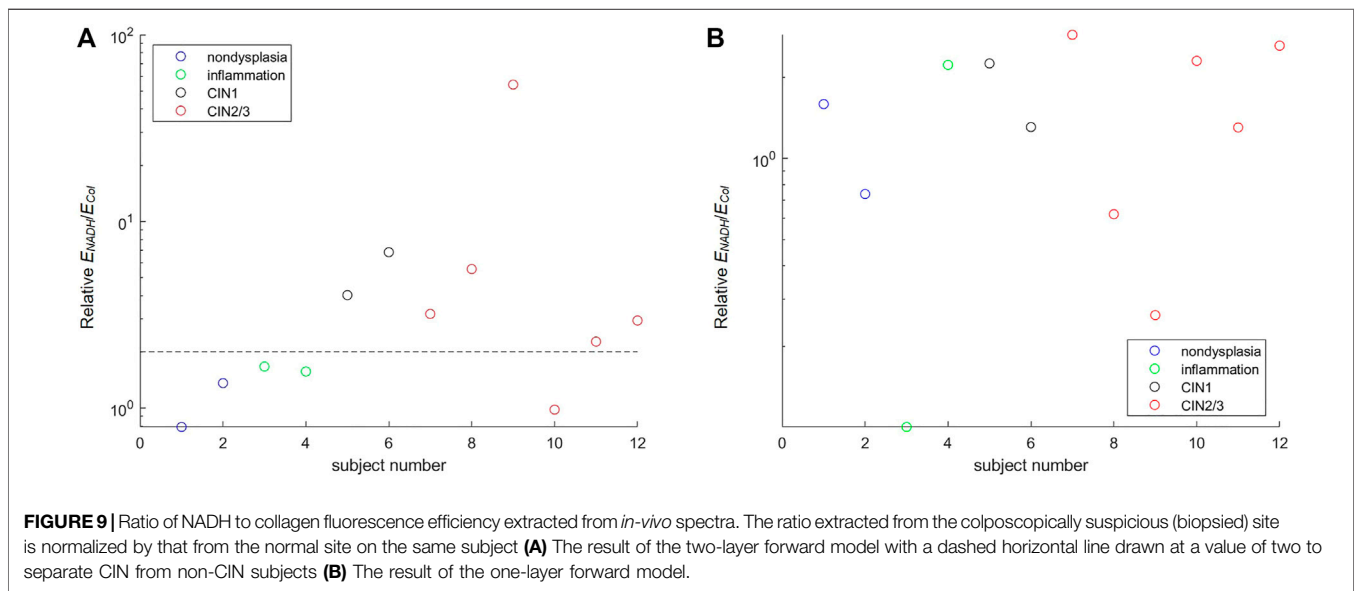 A
10²
nondysplasia
inflammation
CIN1
CIN2/3
10¹
10⁰
Relative E_NADH/E_Col
0 2 4 6 8 10 12
subject number
B
10⁰
Relative E_NADH/E_Col
nondysplasia
inflammation
CIN1
CIN2/3
0 2 4 6 8 10 12
subject number
FIGURE 9 | Ratio of NADH to collagen fluorescence efficiency extracted from in-vivo spectra. The ratio extracted from the colposcopically suspicious (biopsied) site
is normalized by that from the normal site on the same subject (A) The result of the two-layer forward model with a dashed horizontal line drawn at a value of two to
separate CIN from non-CIN subjects (B) The result of the one-layer forward model.